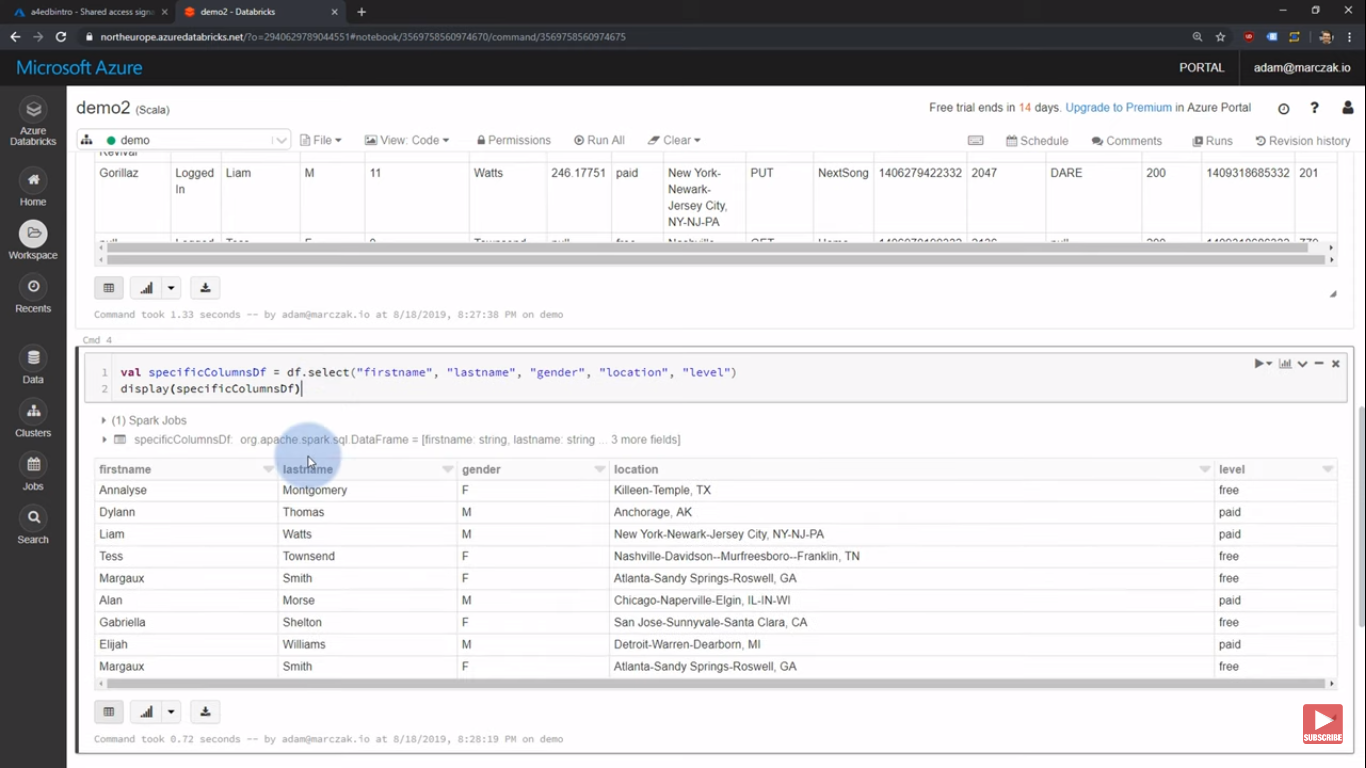 a4edbintro - Shared access signa
demo2 - Databricks
northeurope.azuredatabricks.net/?o=2940629789044551#notebook/3569758560974670/command/3569758560974675
Microsoft Azure
PORTAL
adam@marczak.io
Azure Databricks
Home
Workspace
Recents
Data
Clusters
Jobs
Search
demo2 (Scala)
Free trial ends in 14 days. Upgrade to Premium in Azure Portal
demo File View: Code Permissions Run All Clear Schedule Comments Runs Revision history
Revival
Gorillaz Logged In Liam M 11 Watts 246.17751 paid New York-Newark-Jersey City, NY-NJ-PA PUT NextSong 1406279422332 2047 DARE 200 1409318685332 201
Command took 1.33 seconds -- by adam@marczak.io at 8/18/2019, 8:27:38 PM on demo
Cmd 4
1 val specificColumnsDf = df.select("firstname", "lastname", "gender", "location", "level")
2 display(specificColumnsDf)
(1) Spark Jobs
specificColumnsDf: org.apache.spark.sql.DataFrame = [firstname: string, lastname: string ... 3 more fields]
firstname lastname gender location level
Annalyse Montgomery F Killeen-Temple, TX free
Dylann Thomas M Anchorage, AK paid
Liam Watts M New York-Newark-Jersey City, NY-NJ-PA paid
Tess Townsend F Nashville-Davidson--Murfreesboro--Franklin, TN free
Margaux Smith F Atlanta-Sandy Springs-Roswell, GA free
Alan Morse M Chicago-Naperville-Elgin, IL-IN-WI paid
Gabriella Shelton F San Jose-Sunnyvale-Santa Clara, CA free
Elijah Williams M Detroit-Warren-Dearborn, MI paid
Margaux Smith F Atlanta-Sandy Springs-Roswell, GA free
Command took 0.72 seconds -- by adam@marczak.io at 8/18/2019, 8:28:19 PM on demo
SUBSCRIBE